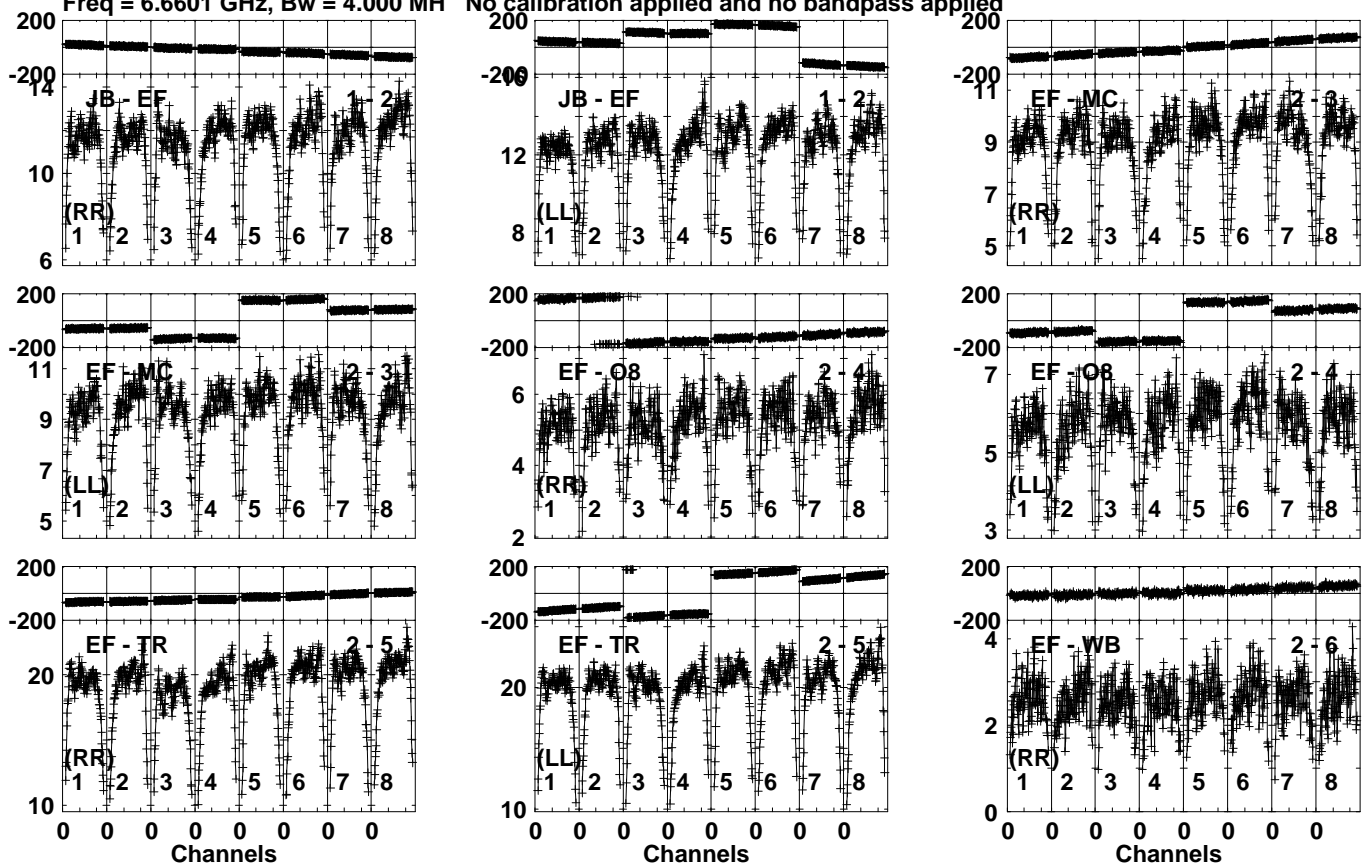 Freq = 6.6601 GHz, Bw = 4.000 MH No calibration applied and no bandpass applied
200
-200
14
10
6
JB - EF
1 - 2
(RR)
1 2 3 4 5 6 7 8
200
-200
16
12
8
JB - EF
1 - 2
(LL)
1 2 3 4 5 6 7 8
200
-200
11
9
7
5
EF - MC
2 - 3
(RR)
1 2 3 4 5 6 7 8
200
-200
11
9
7
5
EF - MC
2 - 3
(LL)
1 2 3 4 5 6 7 8
200
-200
6
4
2
EF - O8
2 - 4
(RR)
1 2 3 4 5 6 7 8
200
-200
7
5
3
EF - O8
2 - 4
(LL)
1 2 3 4 5 6 7 8
200
-200
20
10
EF - TR
2 - 5
(RR)
1 2 3 4 5 6 7 8
0 0 0 0 0 0 0 0
Channels
200
-200
20
10
EF - TR
2 - 5
(LL)
1 2 3 4 5 6 7 8
0 0 0 0 0 0 0 0
Channels
200
-200
4
2
0
EF - WB
2 - 6
(RR)
1 2 3 4 5 6 7 8
0 0 0 0 0 0 0 0
Channels